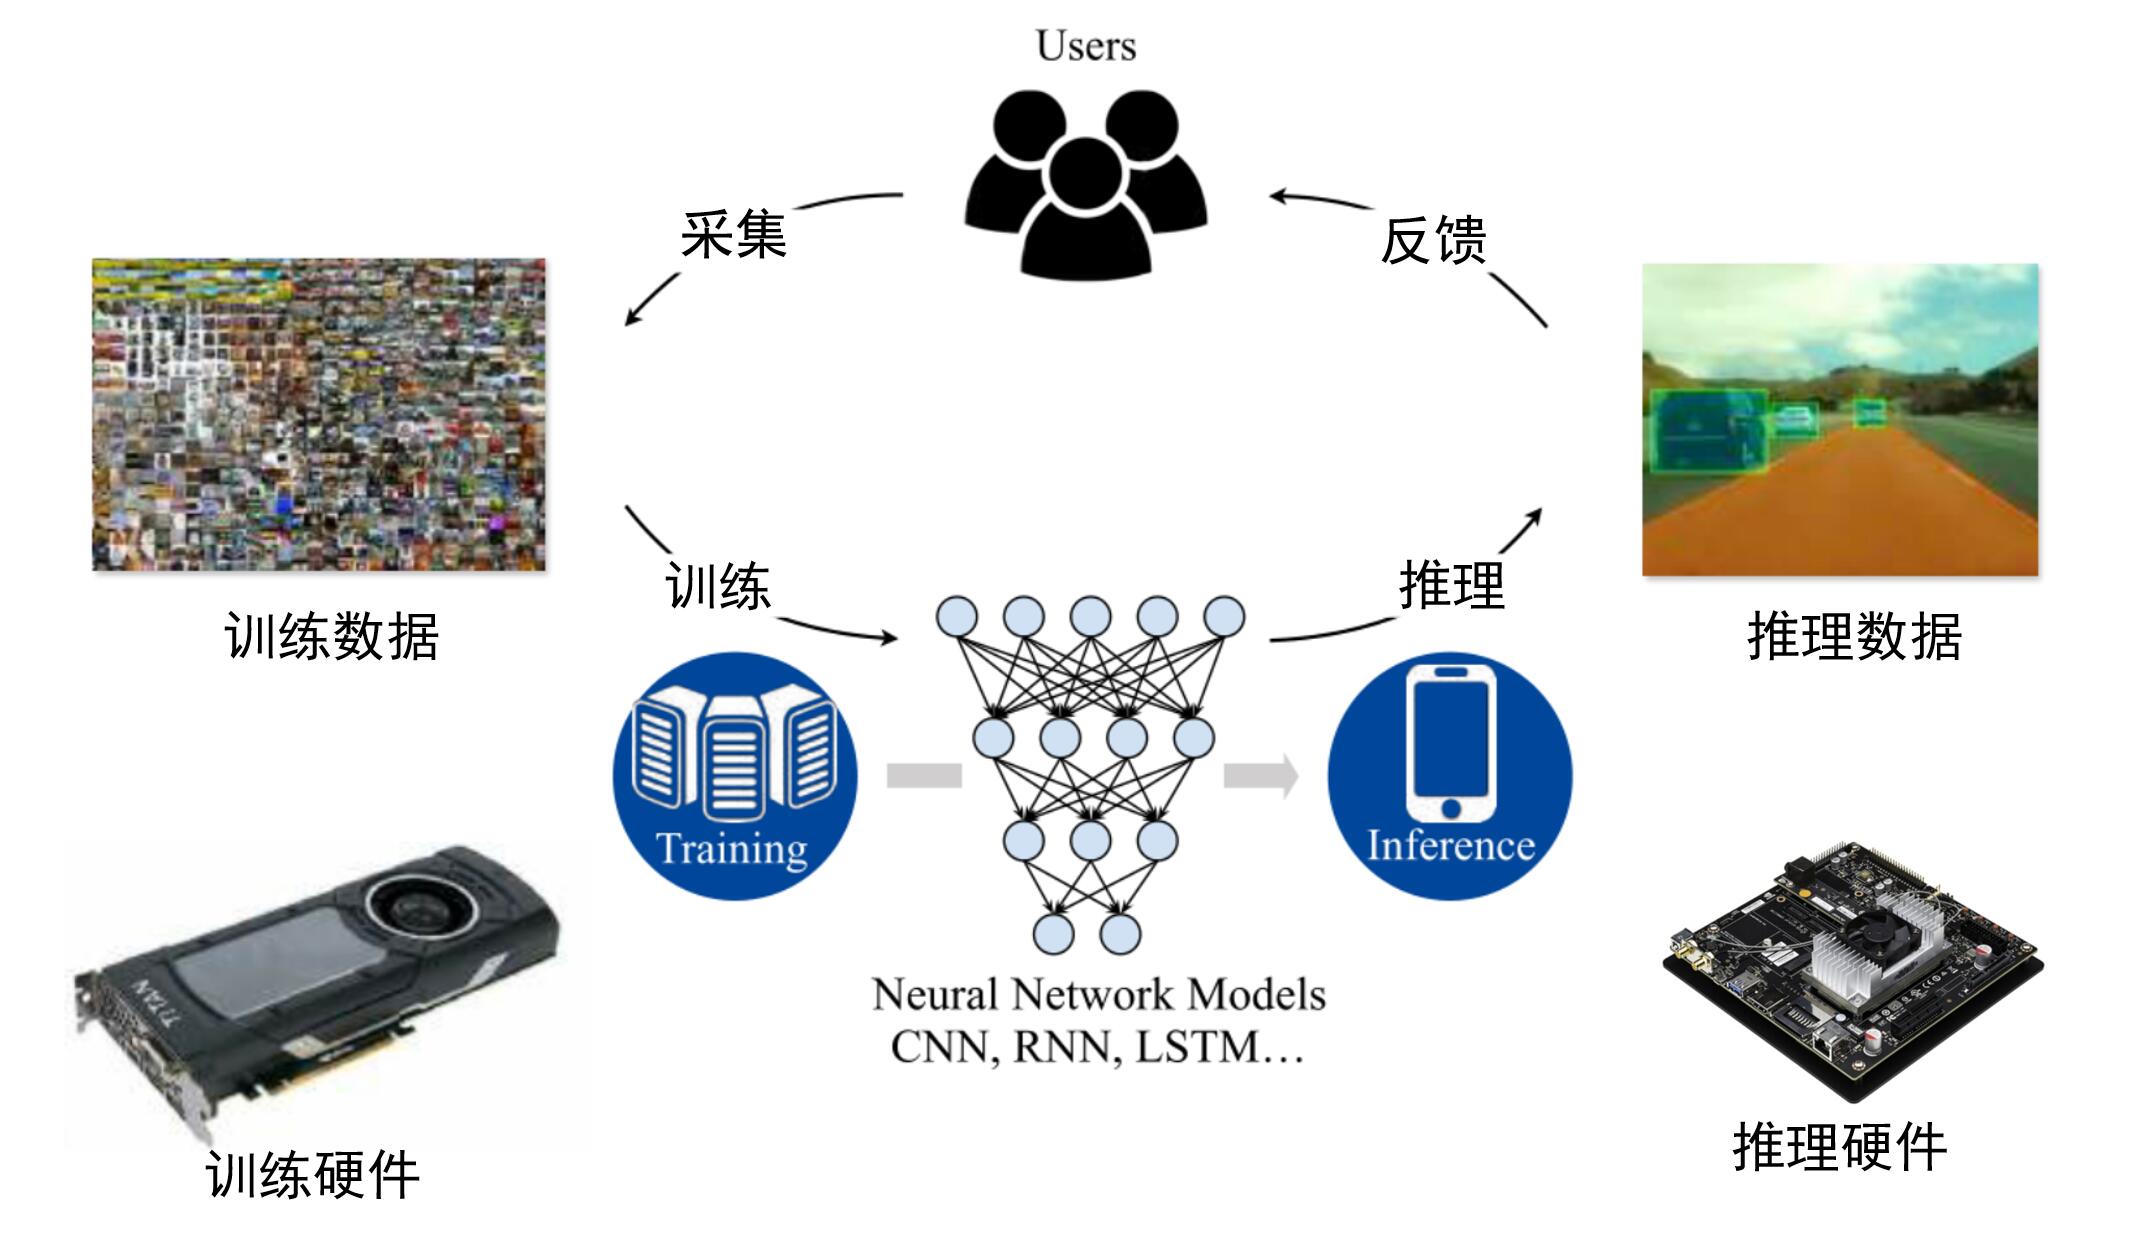 Users
采集
反馈
训练
推理
训练数据
推理数据
Training
Inference
Neural Network Models
CNN, RNN, LSTM…
TITAN
训练硬件
推理硬件